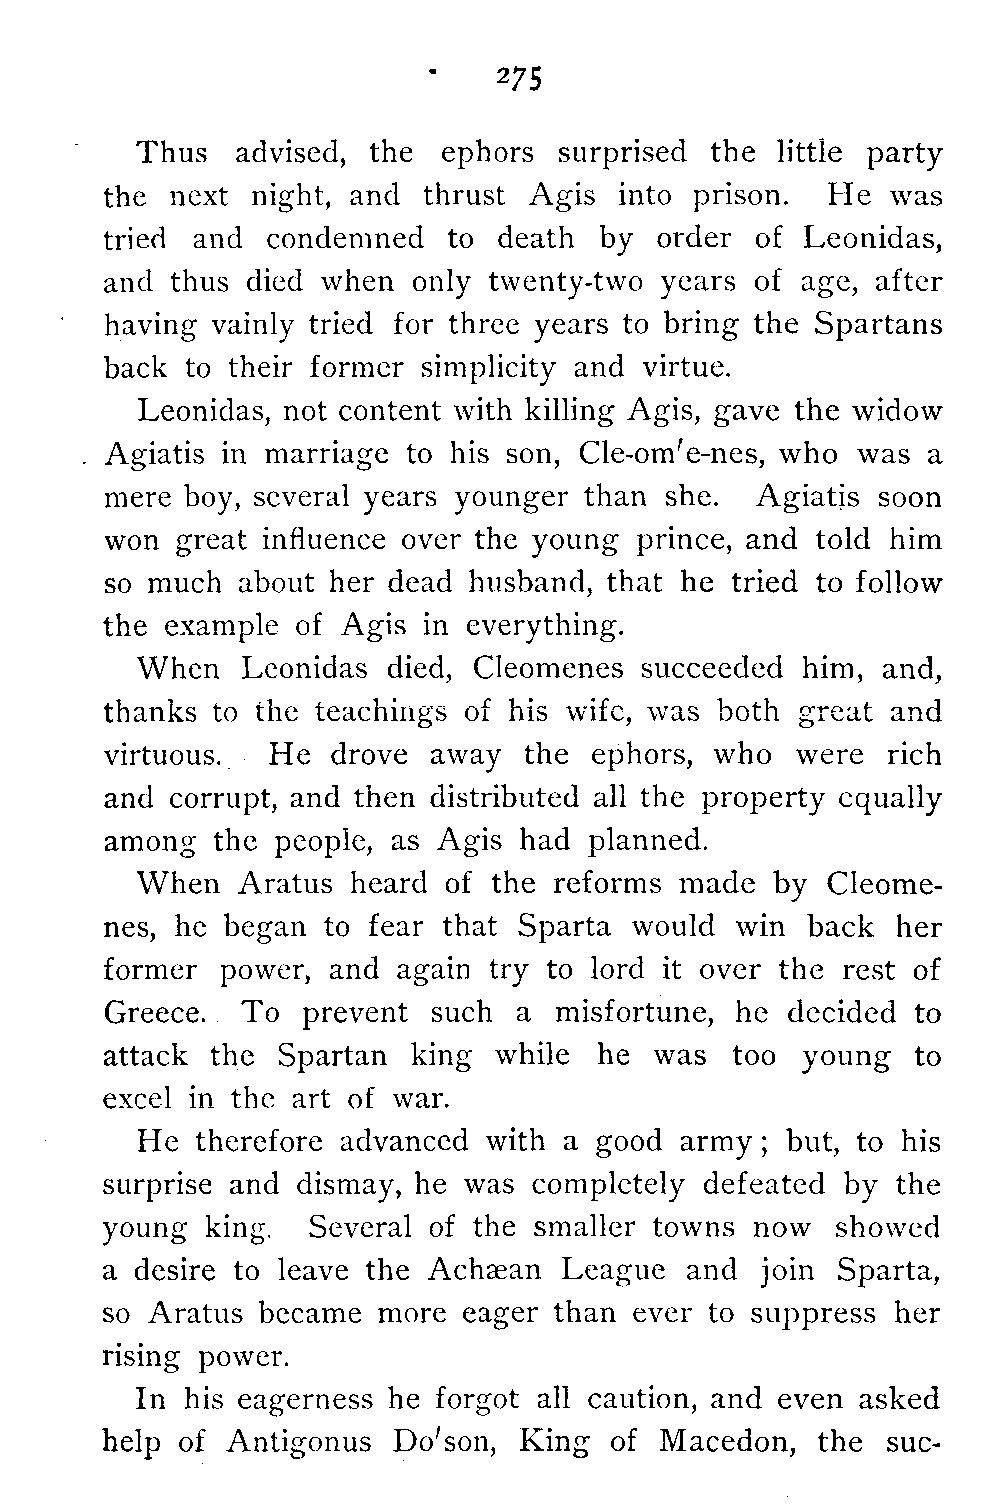 275
Thus advised, the ephors surprised the little party
the next night, and thrust Agis into prison. He was
tried and condemned to death by order of Leonidas,
and thus died when only twenty-two years of age, after
having vainly tried for three years to bring the Spartans
back to their former simplicity and virtue.
Leonidas, not content with killing Agis, gave the widow
Agiatis in marriage to his son, Cle-om′e-nes, who was a
mere boy, several years younger than she. Agiatis soon
won great influence over the young prince, and told him
so much about her dead husband, that he tried to follow
the example of Agis in everything.
When Leonidas died, Cleomenes succeeded him, and,
thanks to the teachings of his wife, was both great and
virtuous. He drove away the ephors, who were rich
and corrupt, and then distributed all the property equally
among the people, as Agis had planned.
When Aratus heard of the reforms made by Cleome-
nes, he began to fear that Sparta would win back her
former power, and again try to lord it over the rest of
Greece. To prevent such a misfortune, he decided to
attack the Spartan king while he was too young to
excel in the art of war.
He therefore advanced with a good army; but, to his
surprise and dismay, he was completely defeated by the
young king. Several of the smaller towns now showed
a desire to leave the Achæan League and join Sparta,
so Aratus became more eager than ever to suppress her
rising power.
In his eagerness he forgot all caution, and even asked
help of Antigonus Do′son, King of Macedon, the suc-